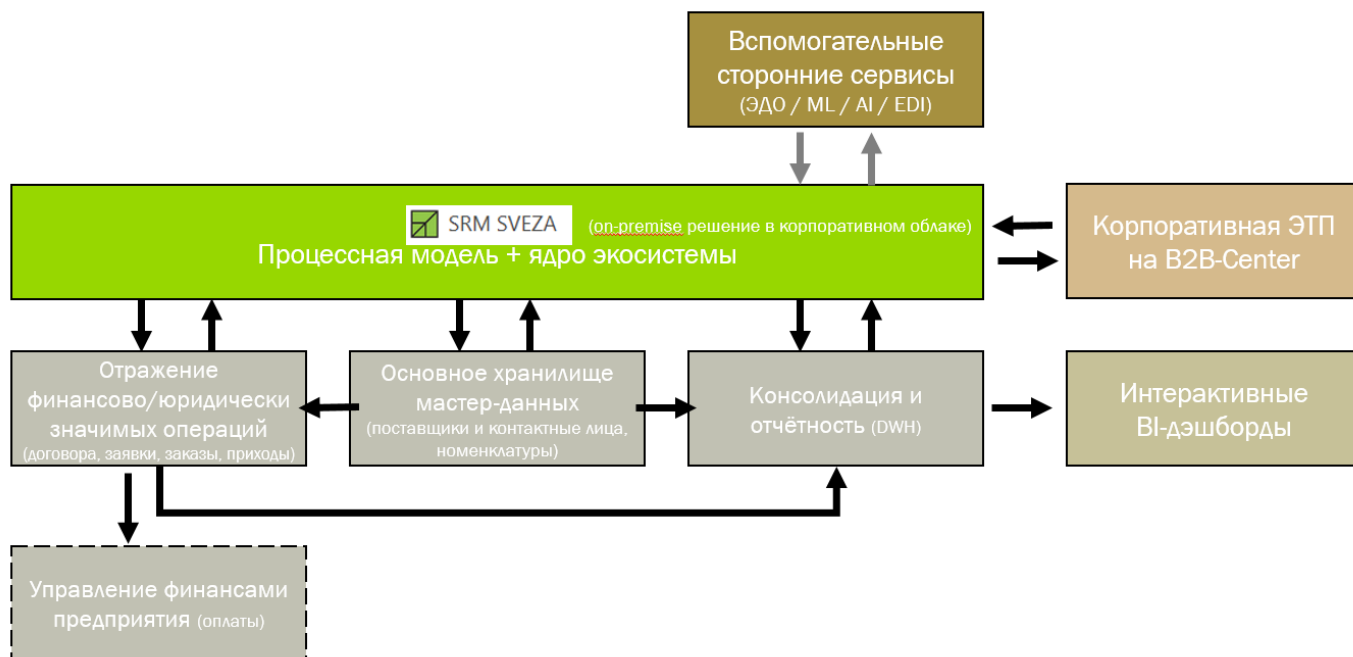 Вспомогательные
сторонние сервисы
(ЭДО / ML / AI / EDI)
SRM SVEZA (on-premise решение в корпоративном облаке)
Процессная модель + ядро экосистемы
Корпоративная ЭТП
на B2B-Center
Отражение
финансово/юридически
значимых операций
(договора, заявки, заказы, приходы)
Основное хранилище
мастер-данных
(поставщики и контактные лица,
номенклатуры)
Консолидация и
отчётность (DWH)
Интерактивные
BI-дэшборды
Управление финансами
предприятия (оплаты)